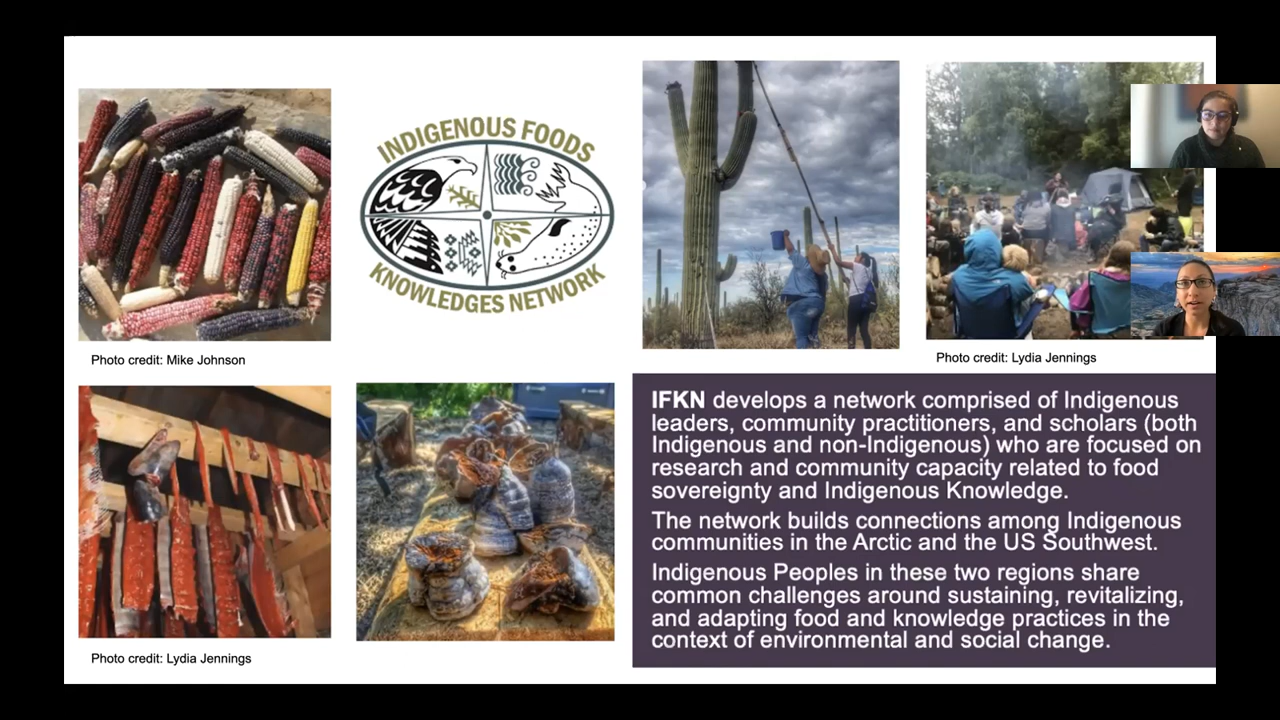 INDIGENOUS FOODS
KNOWLEDGES NETWORK
Photo credit: Mike Johnson
Photo credit: Lydia Jennings
Photo credit: Lydia Jennings
IFKN develops a network comprised of Indigenous
leaders, community practitioners, and scholars (both
Indigenous and non-Indigenous) who are focused on
research and community capacity related to food
sovereignty and Indigenous Knowledge.
The network builds connections among Indigenous
communities in the Arctic and the US Southwest.
Indigenous Peoples in these two regions share
common challenges around sustaining, revitalizing,
and adapting food and knowledge practices in the
context of environmental and social change.